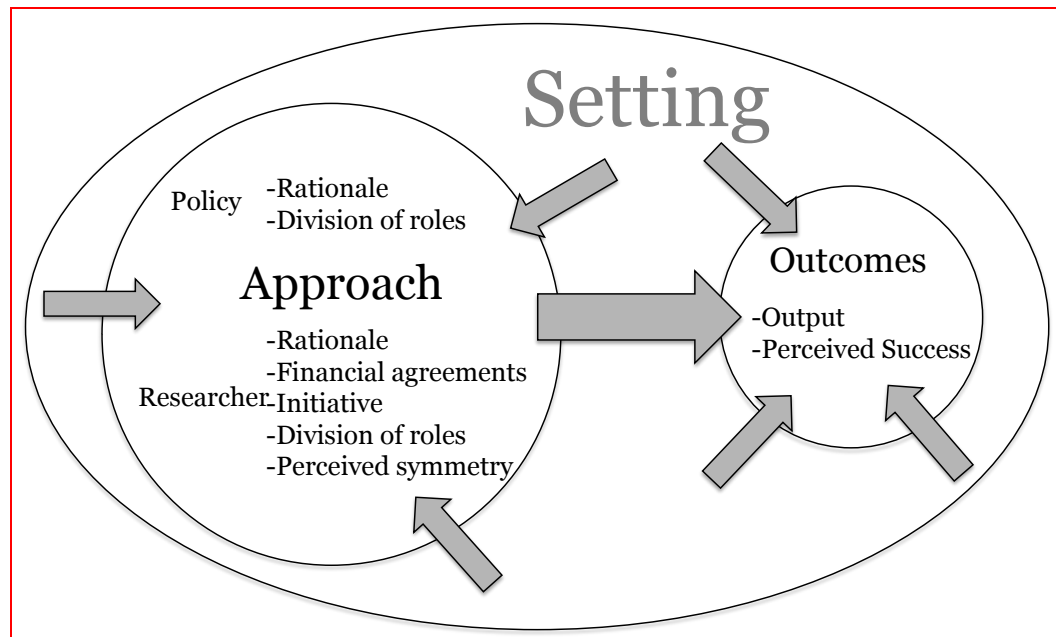 Setting
Policy
-Rationale
-Division of roles
Approach
Researcher
-Rationale
-Financial agreements
-Initiative
-Division of roles
-Perceived symmetry
Outcomes
-Output
-Perceived Success